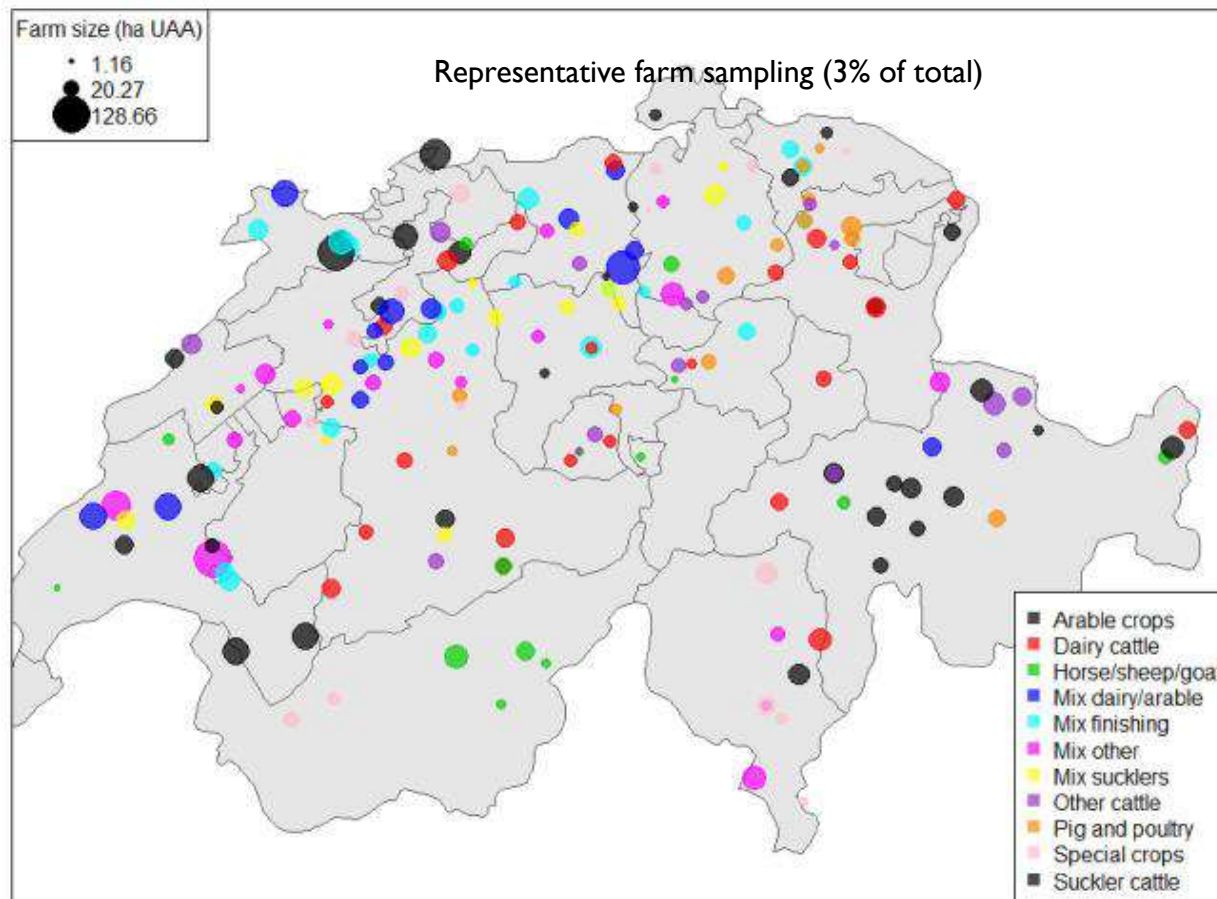 Farm size (ha UAA)
1.16
20.27
128.66
Representative farm sampling (3% of total)
Arable crops
Dairy cattle
Horse/sheep/goat
Mix dairy/arable
Mix finishing
Mix other
Mix sucklers
Other cattle
Pig and poultry
Special crops
Suckler cattle